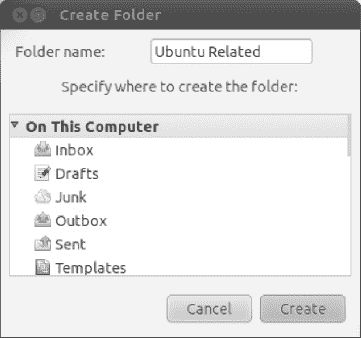 Create Folder
Folder name: Ubuntu Related
Specify where to create the folder:
On This Computer
Inbox
Drafts
Junk
Outbox
Sent
Templates
Cancel Create